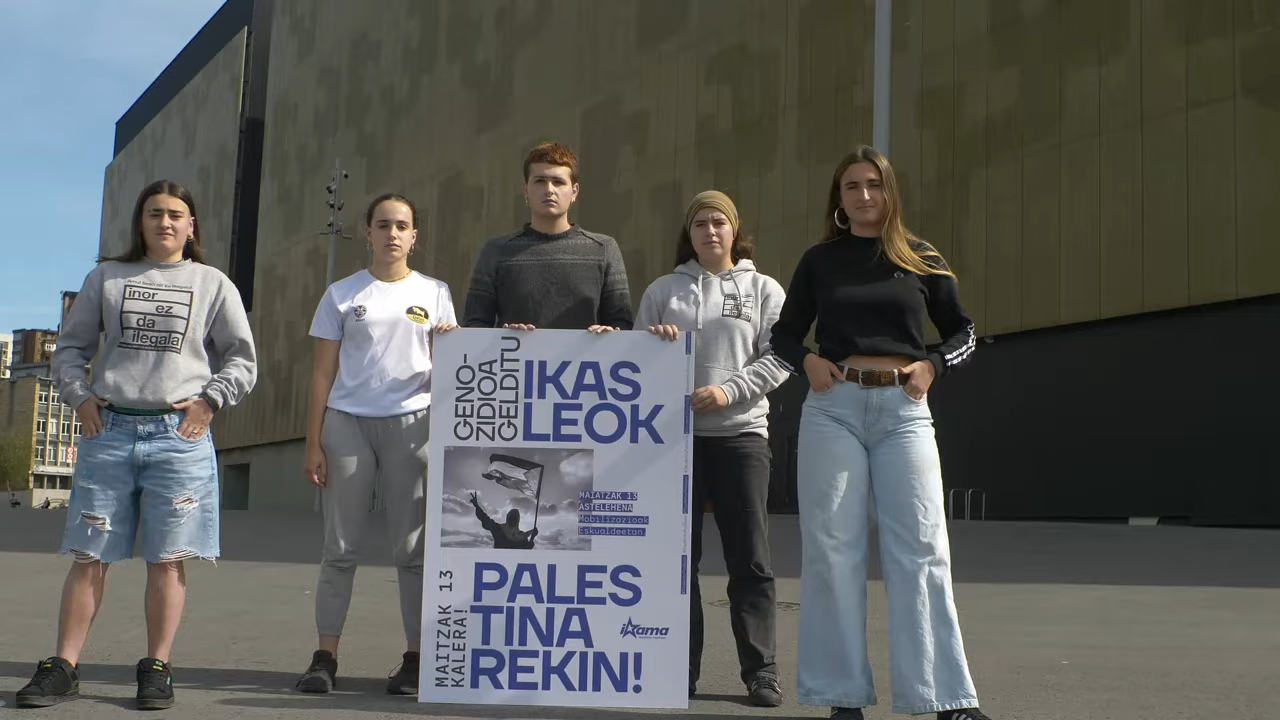 inor
ez
da
ilegala
GENO-
ZIDIOA
GELDITU
IKAS
LEOK
MAIATZAK 13
ASTELEHENA
Mobilizazioak
Eskualdeetan
MAITZAK 13
KALERA!
PALES
TINA
REKIN!
ikama